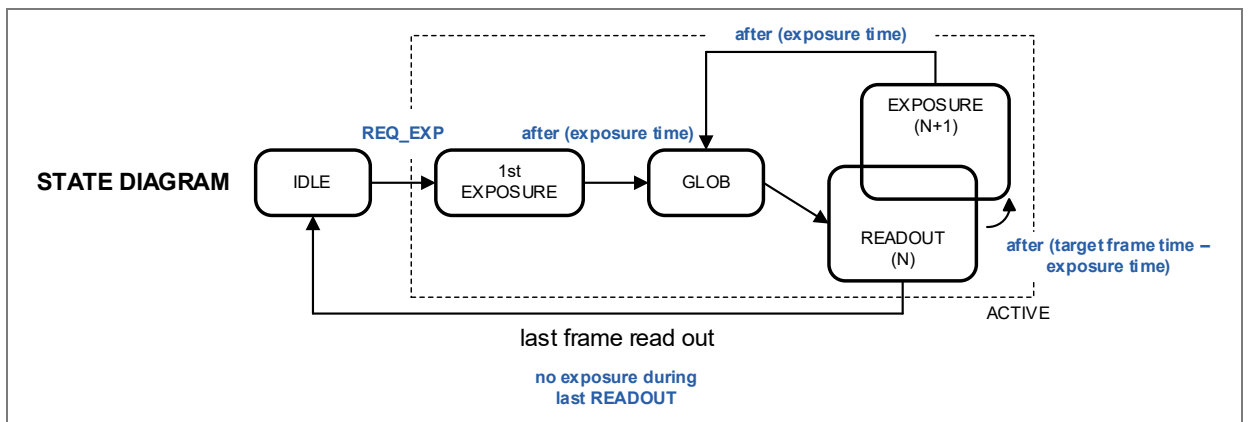 after (exposure time)
EXPOSURE
(N+1)
REQ_EXP
after (exposure time)
STATE DIAGRAM
IDLE
1st
EXPOSURE
GLOB
READOUT
(N)
after (target frame time –
exposure time)
ACTIVE
last frame read out
no exposure during
last READOUT